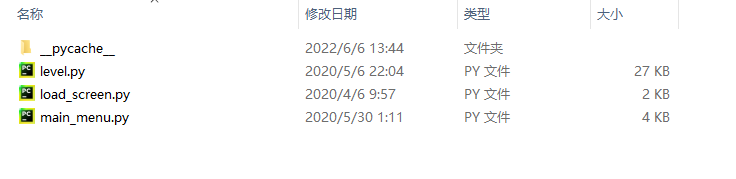 名称 修改日期 类型 大小
__pycache__ 2022/6/6 13:44 文件夹
level.py 2020/5/6 22:04 PY 文件 27 KB
load_screen.py 2020/4/6 9:57 PY 文件 2 KB
main_menu.py 2020/5/30 1:11 PY 文件 4 KB